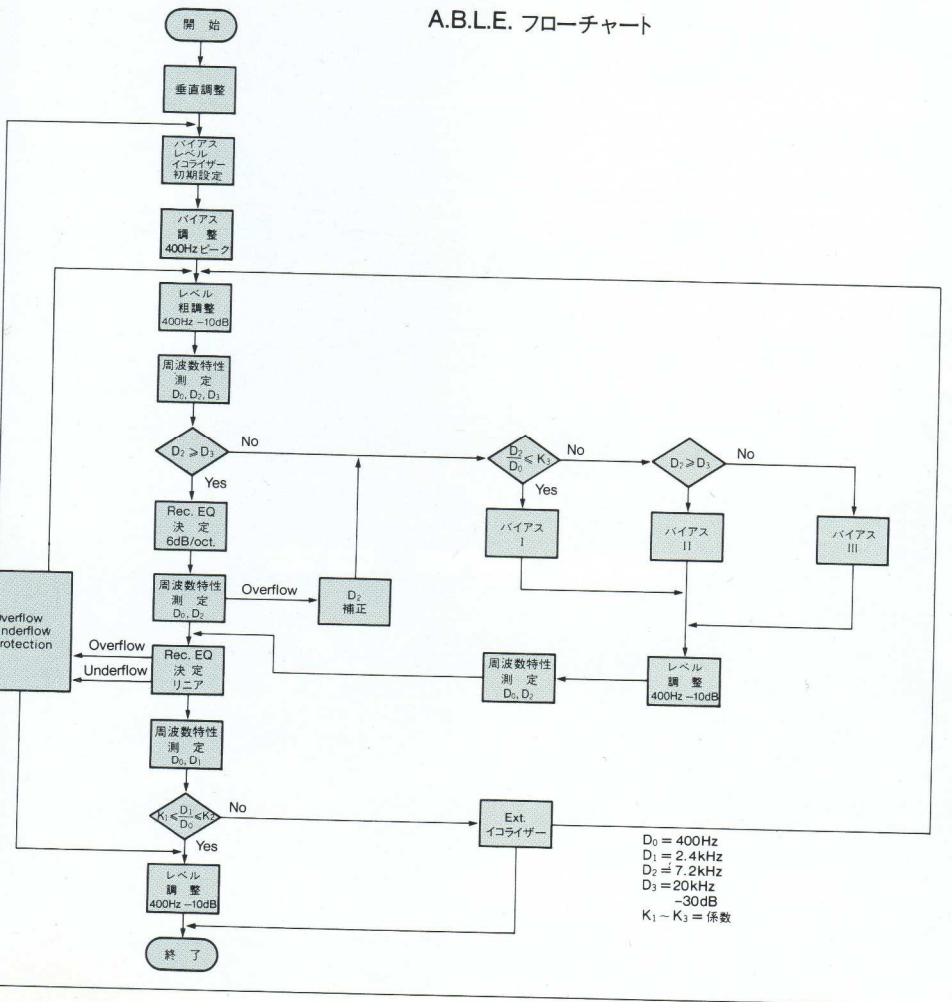 A.B.L.E. フローチャート
開始
垂直調整
バイアス
レベル
イコライザー
初期設定
バイアス
調整
400Hzピーク
レベル
粗調整
400Hz −10dB
周波数特性
測定
D₀, D₂, D₃
D₂ ≥ D₃
No
Yes
D₂/D₀ ≤ K₃
No
Yes
D₂ ≥ D₃
No
Rec. EQ
決定
6dB/oct.
バイアス
I
バイアス
II
バイアス
III
周波数特性
測定
D₀, D₂
Overflow
D₂
補正
verflow
nderflow
rotection
Overflow
Underflow
Rec. EQ
決定
リニア
周波数特性
測定
D₀, D₂
レベル
調整
400Hz −10dB
周波数特性
測定
D₀, D₁
K₁ ≤ D₁/D₀ ≤ K₂
No
Yes
Ext.
イコライザー
レベル
調整
400Hz −10dB
終了
D₀ = 400Hz
D₁ = 2.4kHz
D₂ = 7.2kHz
D₃ = 20kHz
−30dB
K₁ ~ K₃ = 係数